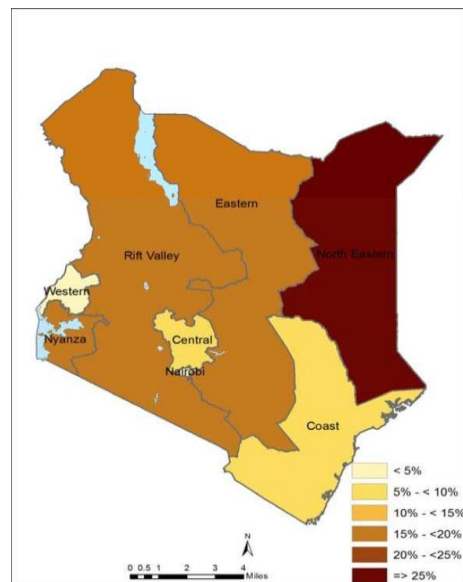 Eastern
Rift Valley
North Eastern
Western
Nyanza
Central
Nairobi
Coast
< 5%
5% - < 10%
10% - < 15%
15% - <20%
20% - <25%
=> 25%
N
0 0.5 1 2 3 4
Miles